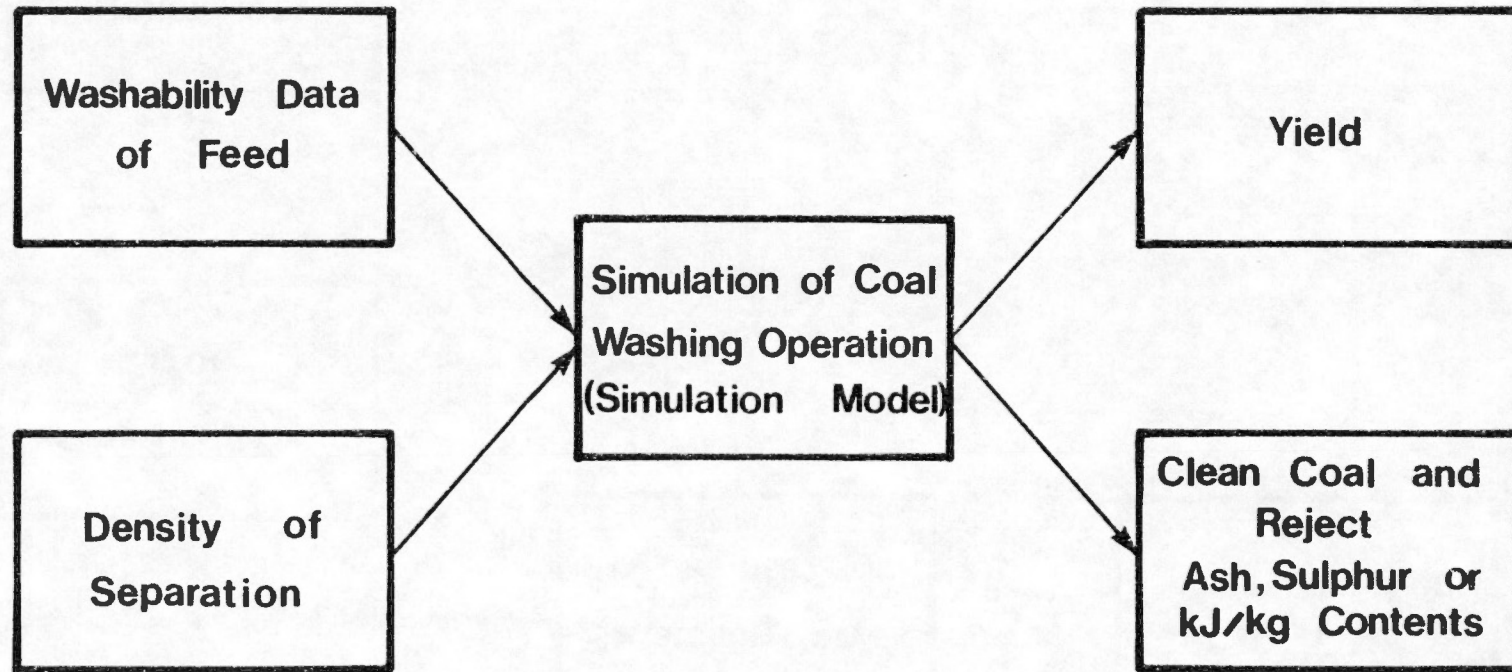 Washability Data
of Feed
Density of
Separation
Simulation of Coal
Washing Operation
(Simulation Model)
Yield
Clean Coal and
Reject
Ash, Sulphur or
kJ/kg Contents